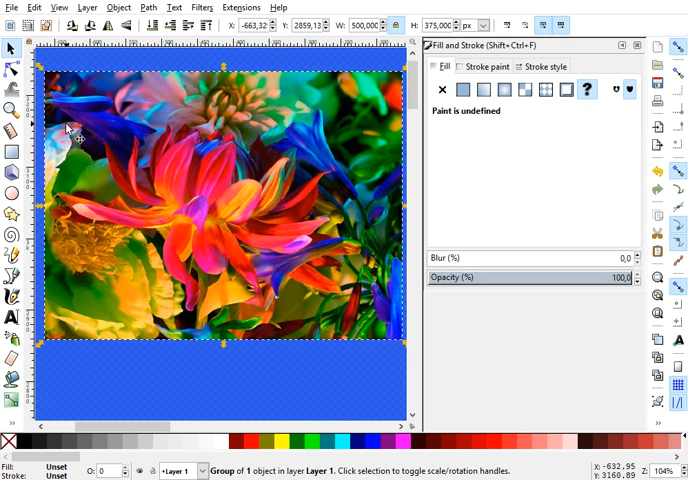 File Edit View Layer Object Path Text Filters Extensions Help
X: -663,32 Y: 2859,13 W: 500,000 H: 375,000 px
Fill and Stroke (Shift+Ctrl+F)
Fill Stroke paint Stroke style
Paint is undefined
Blur (%) 0,0
Opacity (%) 100,0
Fill: Unset
Stroke: Unset
O: 0
•Layer 1
Group of 1 object in layer Layer 1. Click selection to toggle scale/rotation handles.
X: -632,95
Y: 3160,89
Z: 104%